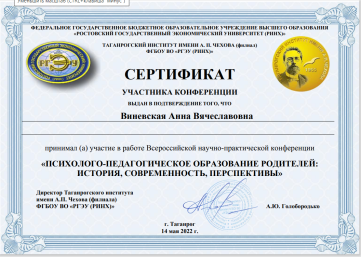 ФЕДЕРАЛЬНОЕ ГОСУДАРСТВЕННОЕ БЮДЖЕТНОЕ ОБРАЗОВАТЕЛЬНОЕ УЧРЕЖДЕНИЕ ВЫСШЕГО ОБРАЗОВАНИЯ
«РОСТОВСКИЙ ГОСУДАРСТВЕННЫЙ ЭКОНОМИЧЕСКИЙ УНИВЕРСИТЕТ (РИНХ)»
ТАГАНРОГСКИЙ ИНСТИТУТ ИМЕНИ А. П. ЧЕХОВА (филиал)
ФГБОУ ВО «РГЭУ (РИНХ)»
РГЭУ
СЕРТИФИКАТ
УЧАСТНИКА КОНФЕРЕНЦИИ
ВЫДАН В ПОДТВЕРЖДЕНИЕ ТОГО, ЧТО
Виневская Анна Вячеславовна
принимал (а) участие в работе Всероссийской научно-практической конференции
«ПСИХОЛОГО-ПЕДАГОГИЧЕСКОЕ ОБРАЗОВАНИЕ РОДИТЕЛЕЙ:
ИСТОРИЯ, СОВРЕМЕННОСТЬ, ПЕРСПЕКТИВЫ»
Директор Таганрогского института
имени А.П. Чехова (филиала)
ФГБОУ ВО «РГЭУ (РИНХ)»
А.Ю. Голобородько
г. Таганрог
14 мая 2022 г.